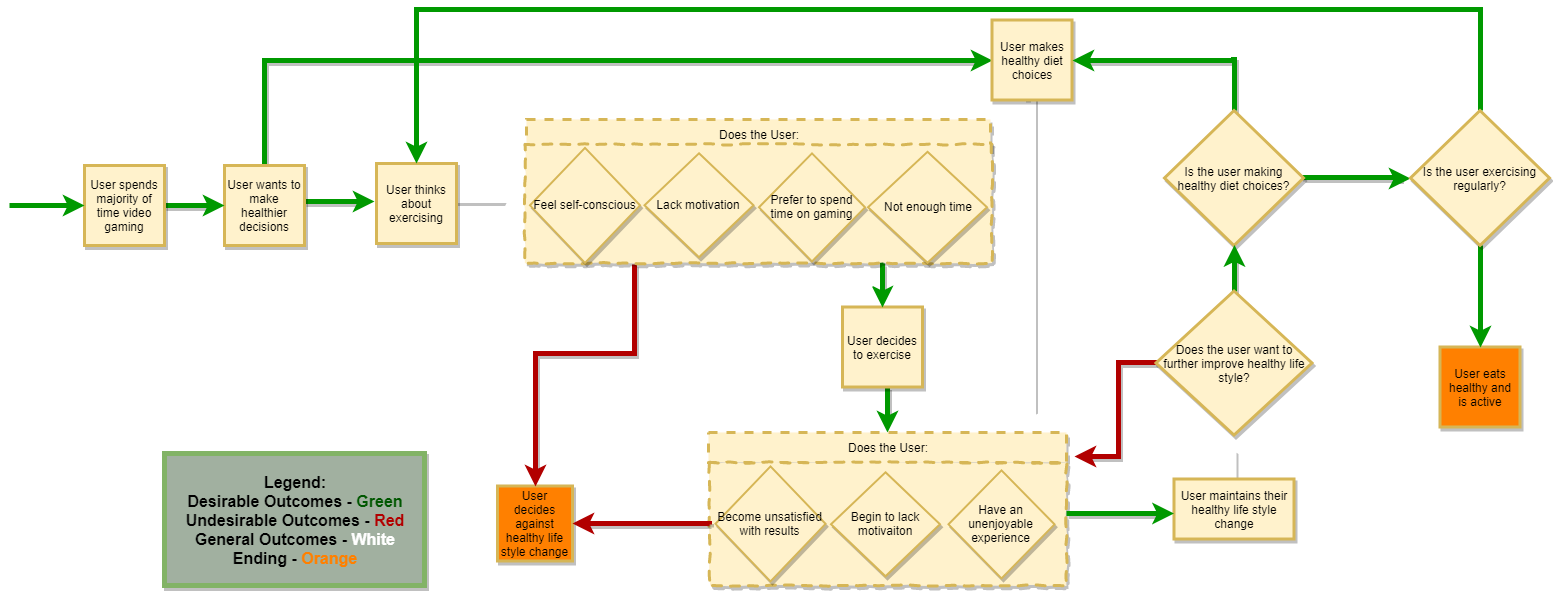 User makes
healthy diet
choices
Does the User:
User spends
majority of
time video
gaming
User wants to
make
healthier
decisions
User thinks
about
exercising
Feel self-conscious
Lack motivation
Prefer to spend
time on gaming
Not enough time
Is the user making
healthy diet choices?
Is the user exercising
regularly?
User decides
to exercise
Does the user want to
further improve healthy life
style?
User eats
healthy and
is active
Does the User:
Become unsatisfied
with results
Begin to lack
motivaiton
Have an
unenjoyable
experience
User maintains their
healthy life style
change
User
decides
against
healthy life
style change
Legend:
Desirable Outcomes - Green
Undesirable Outcomes - Red
General Outcomes - White
Ending - Orange